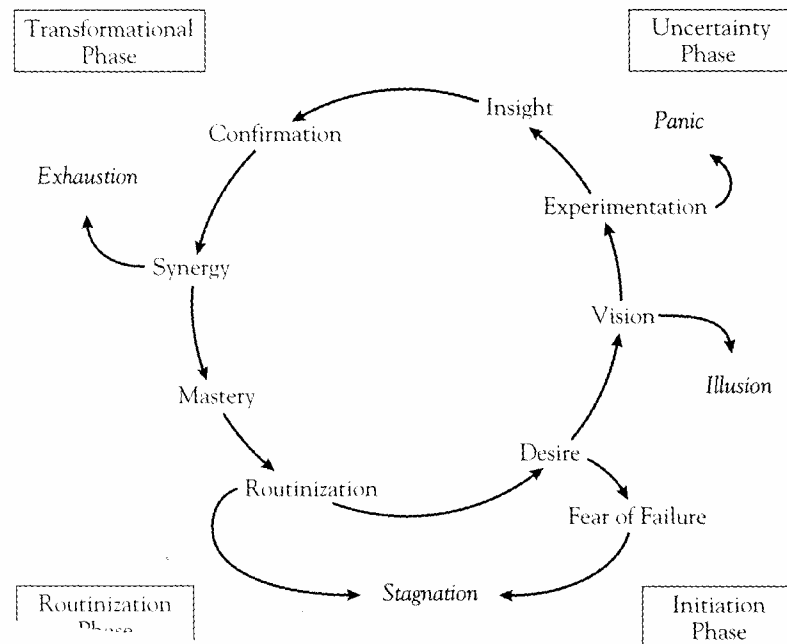 Transformational
Phase
Uncertainty
Phase
Insight
Panic
Confirmation
Exhaustion
Experimentation
Synergy
Vision
Illusion
Mastery
Desire
Routinization
Fear of Failure
Stagnation
Routinization
Phase
Initiation
Phase